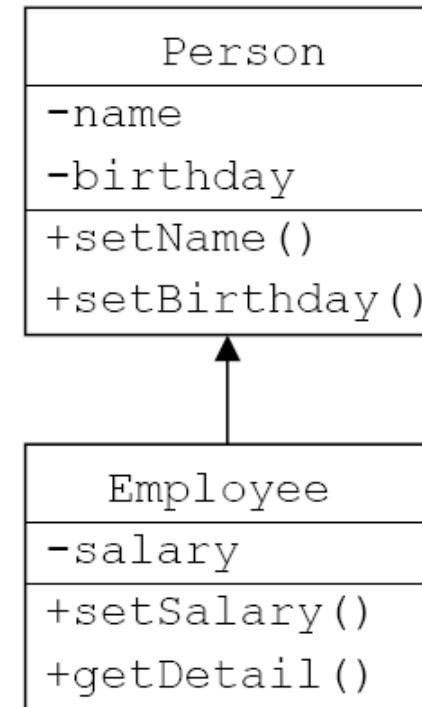 Person
-name
-birthday
+setName()
+setBirthday()
Employee
-salary
+setSalary()
+getDetail()